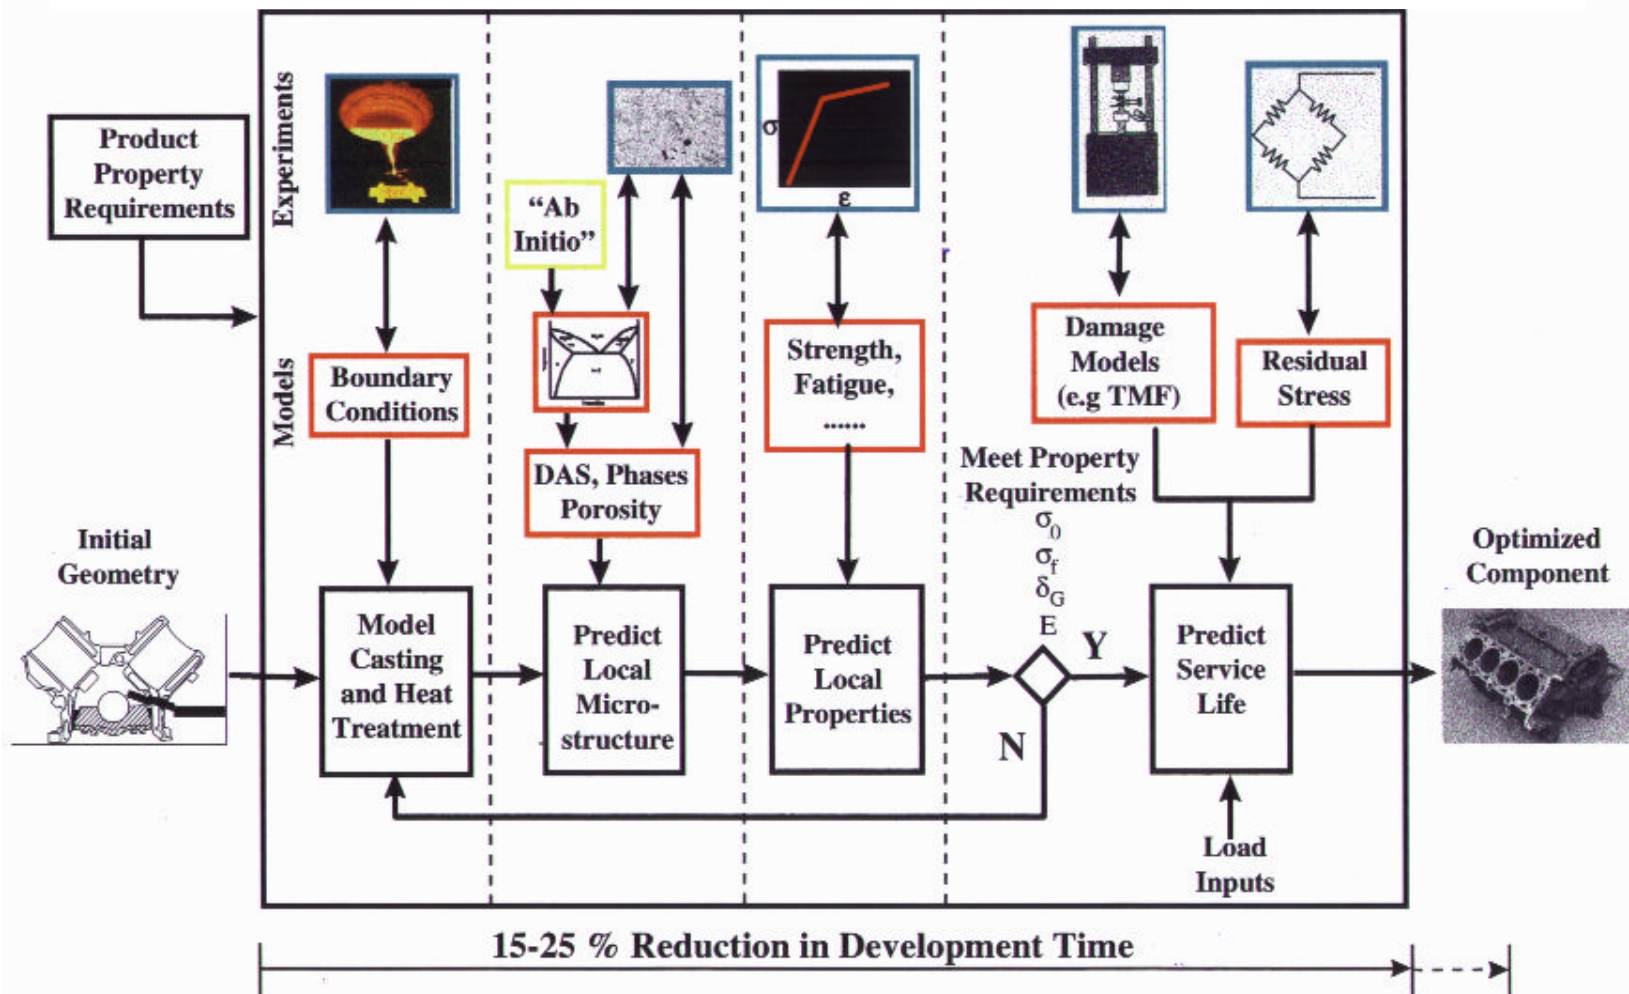 Experiments
Models
Product
Property
Requirements
“Ab
Initio”
σ
ε
Boundary
Conditions
DAS, Phases
Porosity
Strength,
Fatigue,
......
Damage
Models
(e.g TMF)
Residual
Stress
Meet Property
Requirements
σ0
σf
δG
E
Initial
Geometry
Model
Casting
and Heat
Treatment
Predict
Local
Micro-
structure
Predict
Local
Properties
Y
N
Predict
Service
Life
Load
Inputs
Optimized
Component
15-25 % Reduction in Development Time